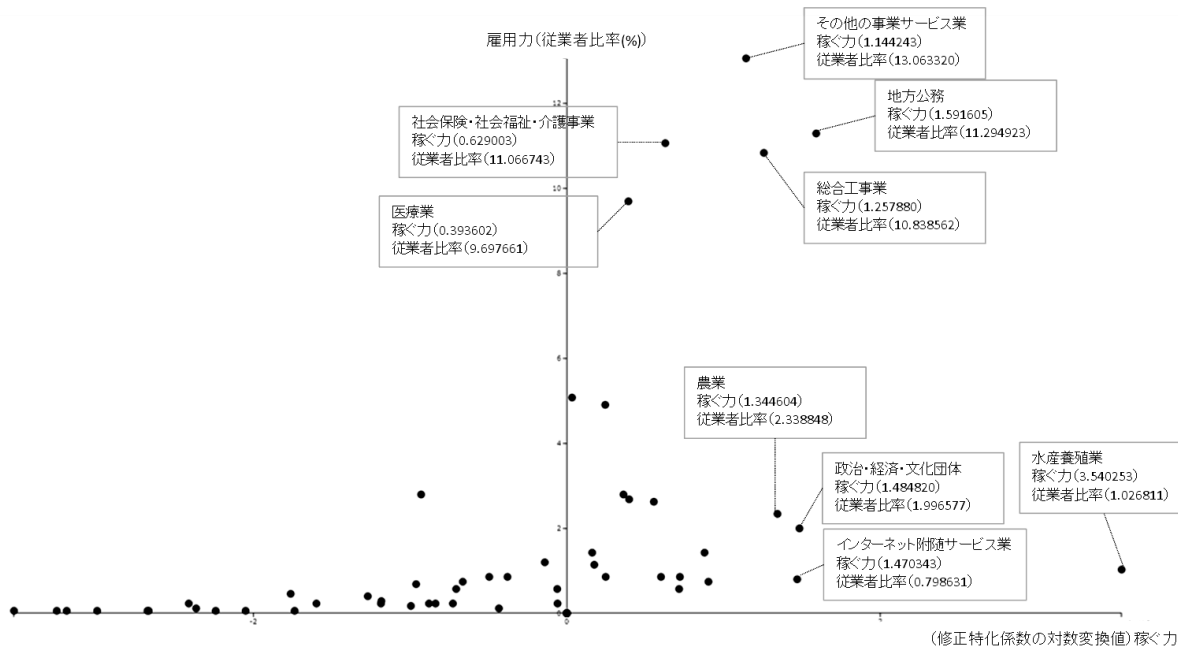 その他の事業サービス業
稼ぐ力(1.144243)
従業者比率(13.063320)
雇用力(従業者比率(%))
地方公務
稼ぐ力(1.591605)
従業者比率(11.294923)
12
社会保険・社会福祉・介護事業
稼ぐ力(0.629003)
従業者比率(11.066743)
総合工事業
稼ぐ力(1.257880)
従業者比率(10.838562)
10
医療業
稼ぐ力(0.393602)
従業者比率(9.697661)
8
6
農業
稼ぐ力(1.344604)
従業者比率(2.338848)
4
政治・経済・文化団体
稼ぐ力(1.484820)
従業者比率(1.996577)
水産養殖業
稼ぐ力(3.540253)
従業者比率(1.026811)
2
インターネット附随サービス業
稼ぐ力(1.470343)
従業者比率(0.798631)
-2
0
(修正特化係数の対数変換値)稼ぐ力